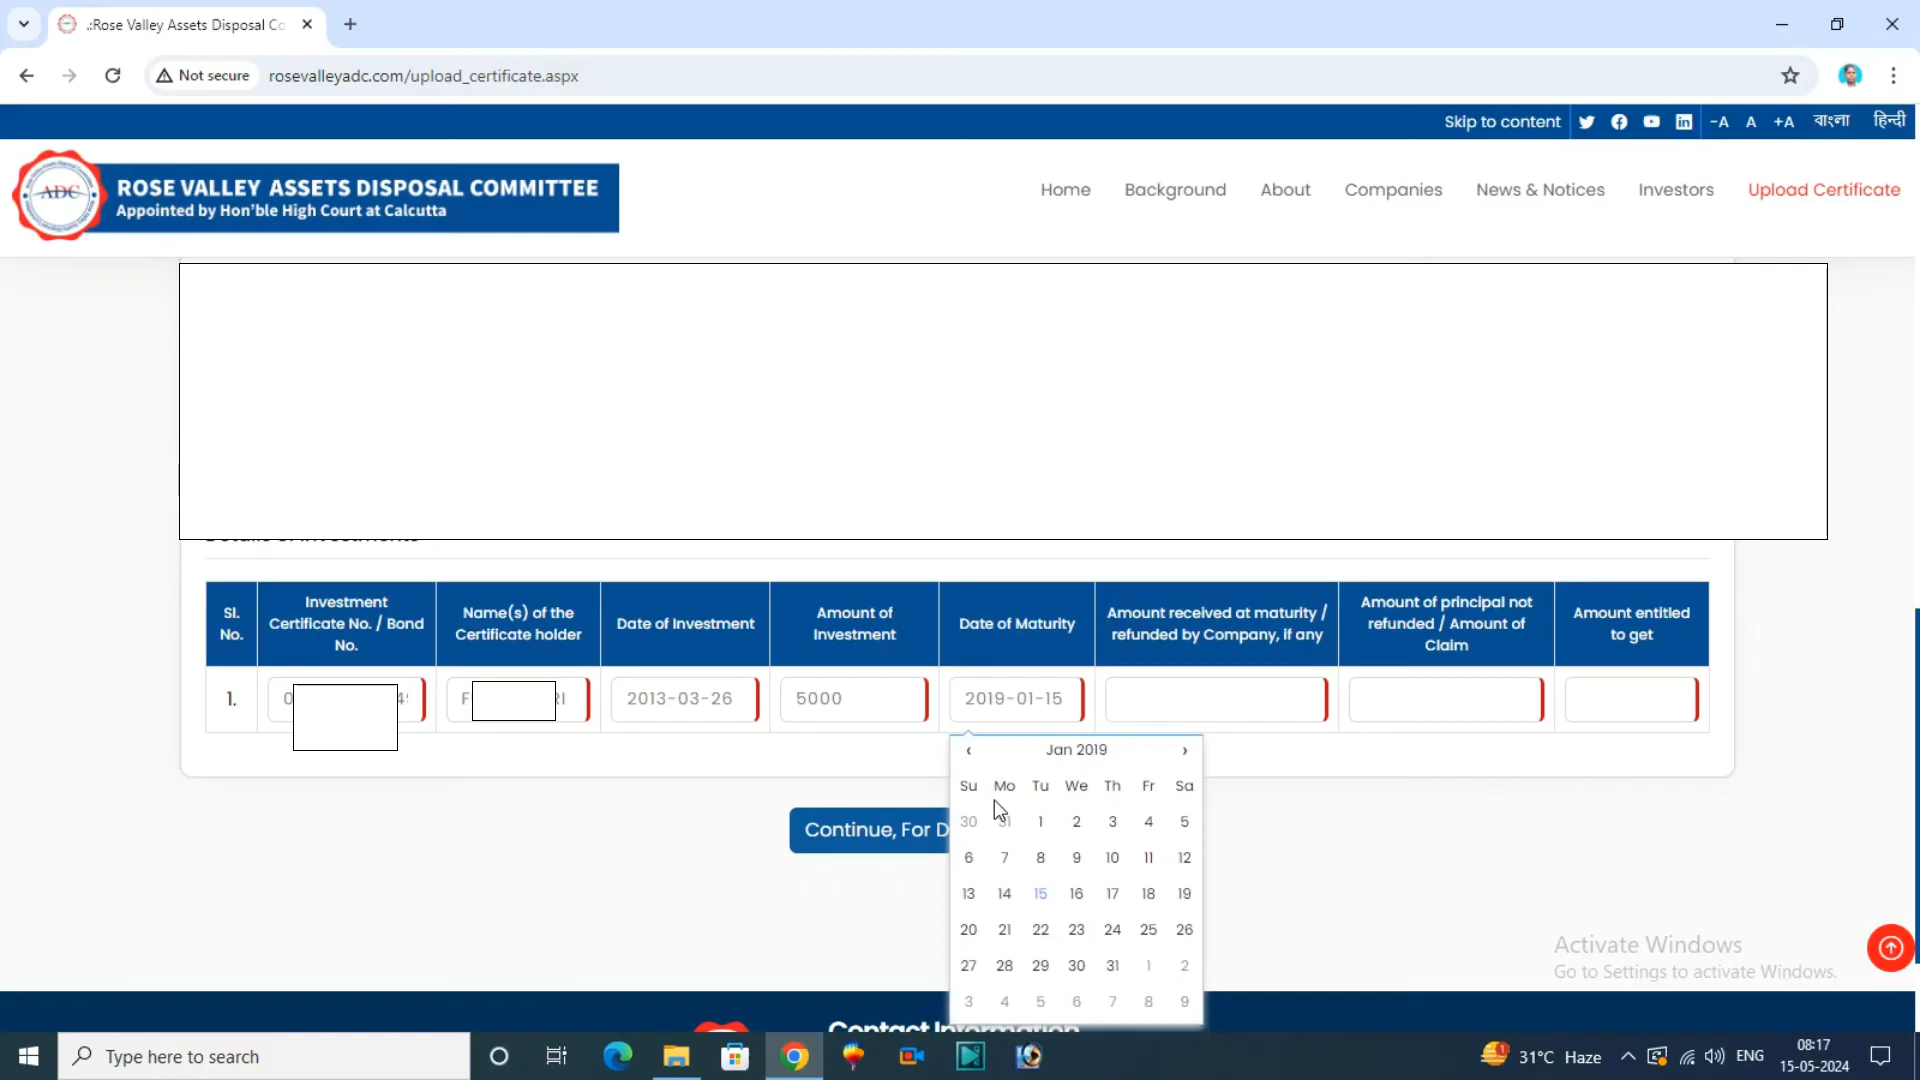 .:Rose Valley Assets Disposal Co
Not secure
rosevalleyadc.com/upload_certificate.aspx
Skip to content
-A
A
+A
বাংলা
हिन्दी
ADC
ROSE VALLEY ASSETS DISPOSAL COMMITTEE
Appointed by Hon'ble High Court at Calcutta
Home
Background
About
Companies
News & Notices
Investors
Upload Certificate
Sl. No.
Investment Certificate No. / Bond No.
Name(s) of the Certificate holder
Date of Investment
Amount of Investment
Date of Maturity
Amount received at maturity / refunded by Company, if any
Amount of principal not refunded / Amount of Claim
Amount entitled to get
1.
2013-03-26
5000
2019-01-15
‹ Jan 2019 ›
Su Mo Tu We Th Fr Sa
30 31 1 2 3 4 5
6 7 8 9 10 11 12
13 14 15 16 17 18 19
20 21 22 23 24 25 26
27 28 29 30 31 1 2
3 4 5 6 7 8 9
Continue, For D
Activate Windows
Go to Settings to activate Windows.
Contact Information
Type here to search
31°C Haze
ENG
08:17
15-05-2024